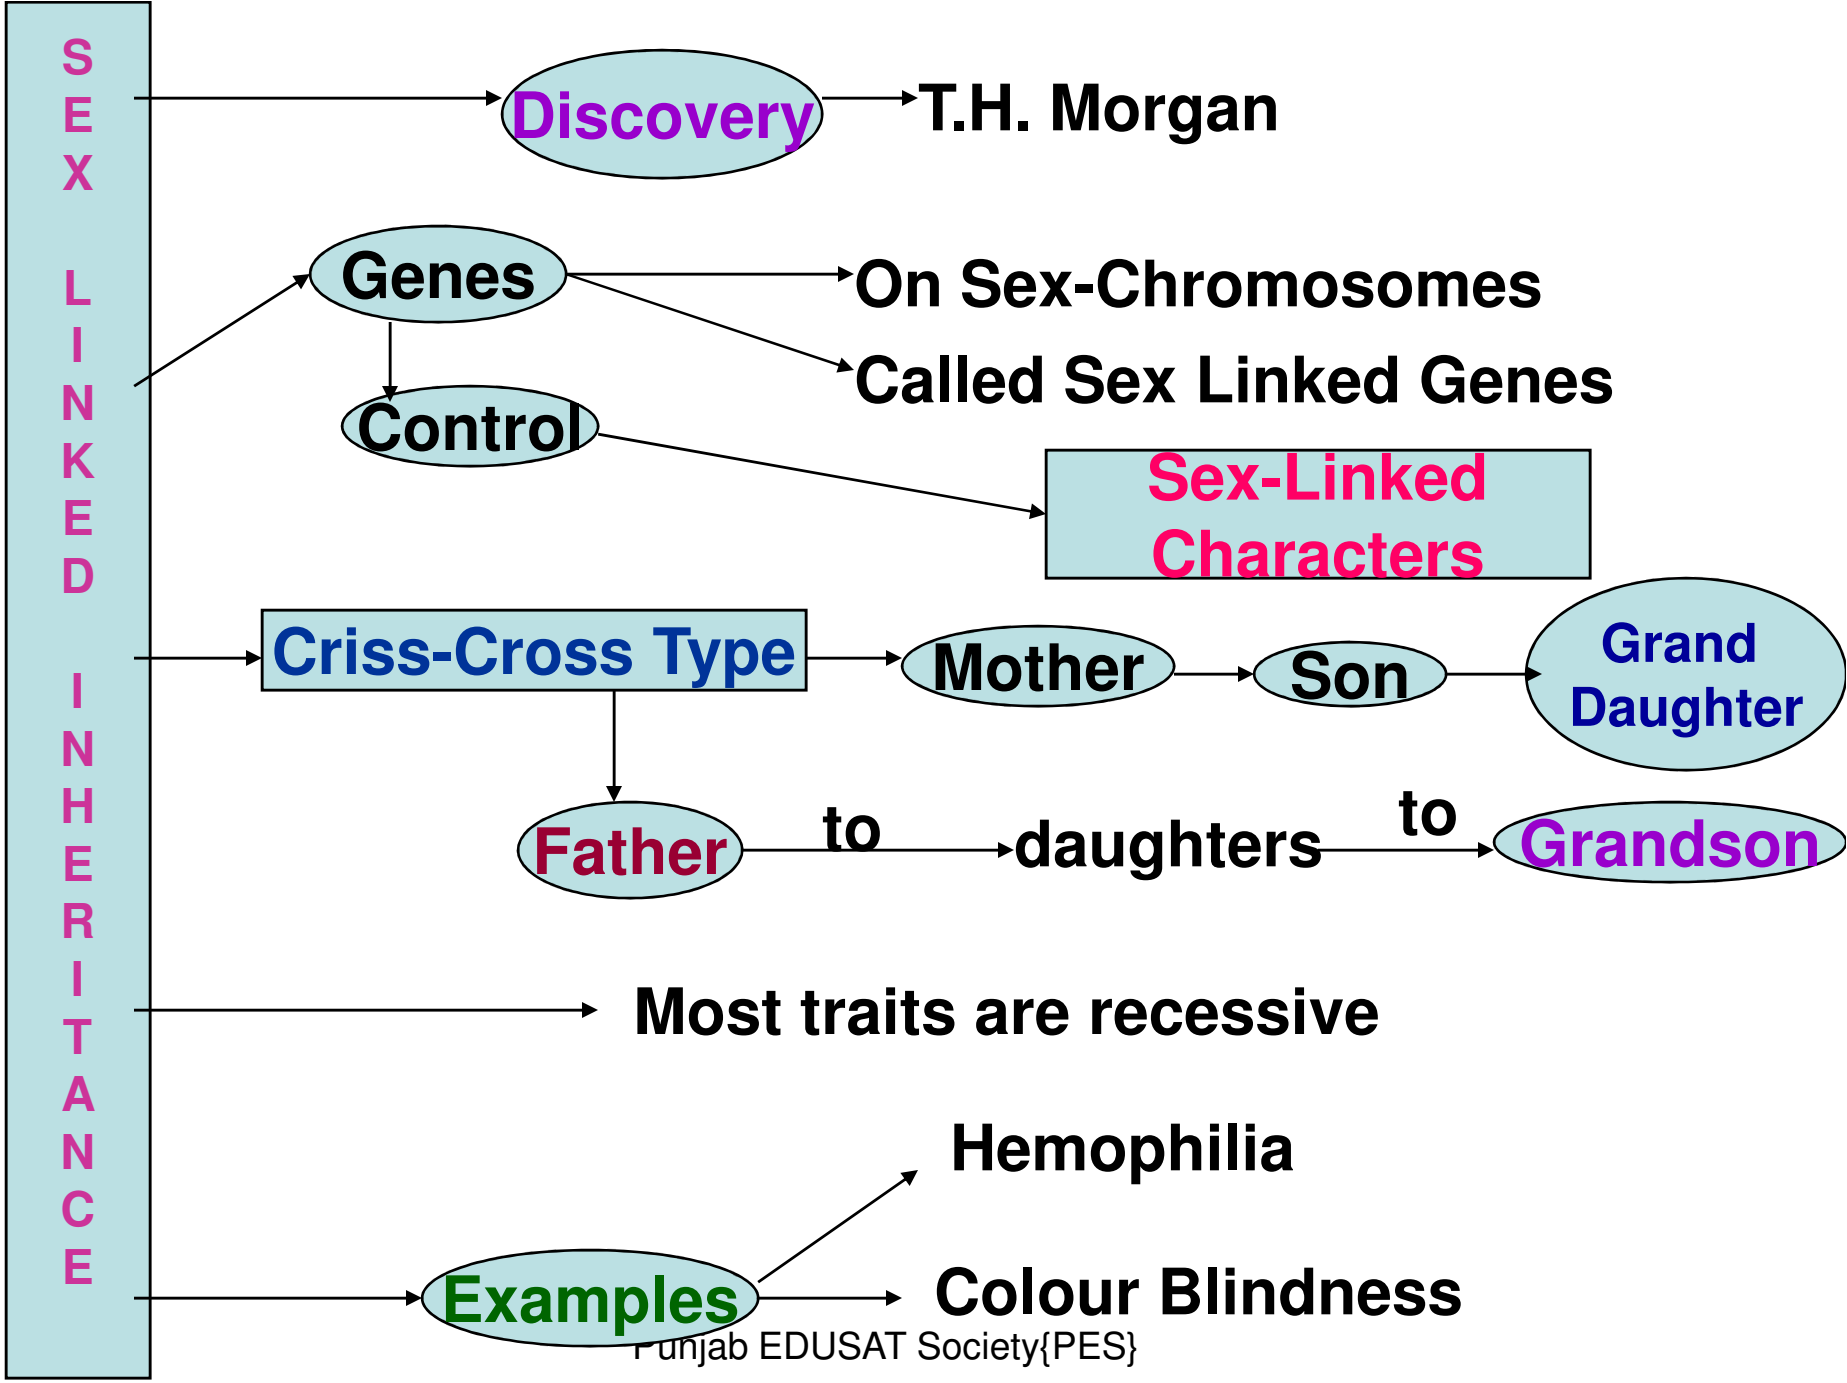 SEX LINKED INHERITANCE
Discovery
T.H. Morgan
Genes
On Sex-Chromosomes
Called Sex Linked Genes
Control
Sex-Linked
Characters
Criss-Cross Type
Mother
Son
Grand
Daughter
Father
to
daughters
to
Grandson
Most traits are recessive
Hemophilia
Examples
Colour Blindness
Punjab EDUSAT Society{PES}